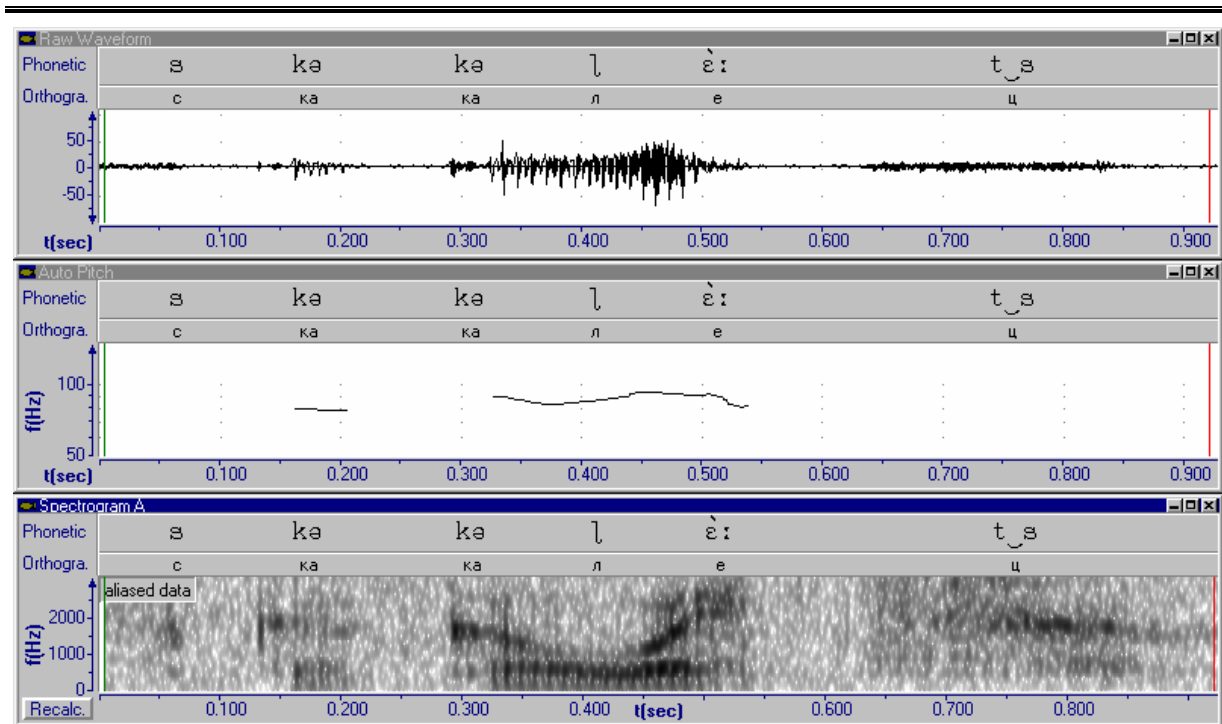 Raw Waveform
Phonetic s kə kə l ɛ̀ː t‿s
Orthogra. с ка ка л е ц
50
0
-50
t(sec) 0.100 0.200 0.300 0.400 0.500 0.600 0.700 0.800 0.900
Auto Pitch
Phonetic s kə kə l ɛ̀ː t‿s
Orthogra. с ка ка л е ц
f(Hz)
100
50
t(sec) 0.100 0.200 0.300 0.400 0.500 0.600 0.700 0.800 0.900
Spectrogram A
Phonetic s kə kə l ɛ̀ː t‿s
Orthogra. с ка ка л е ц
aliased data
f(Hz)
2000
1000
0
Recalc. 0.100 0.200 0.300 0.400 t(sec) 0.600 0.700 0.800